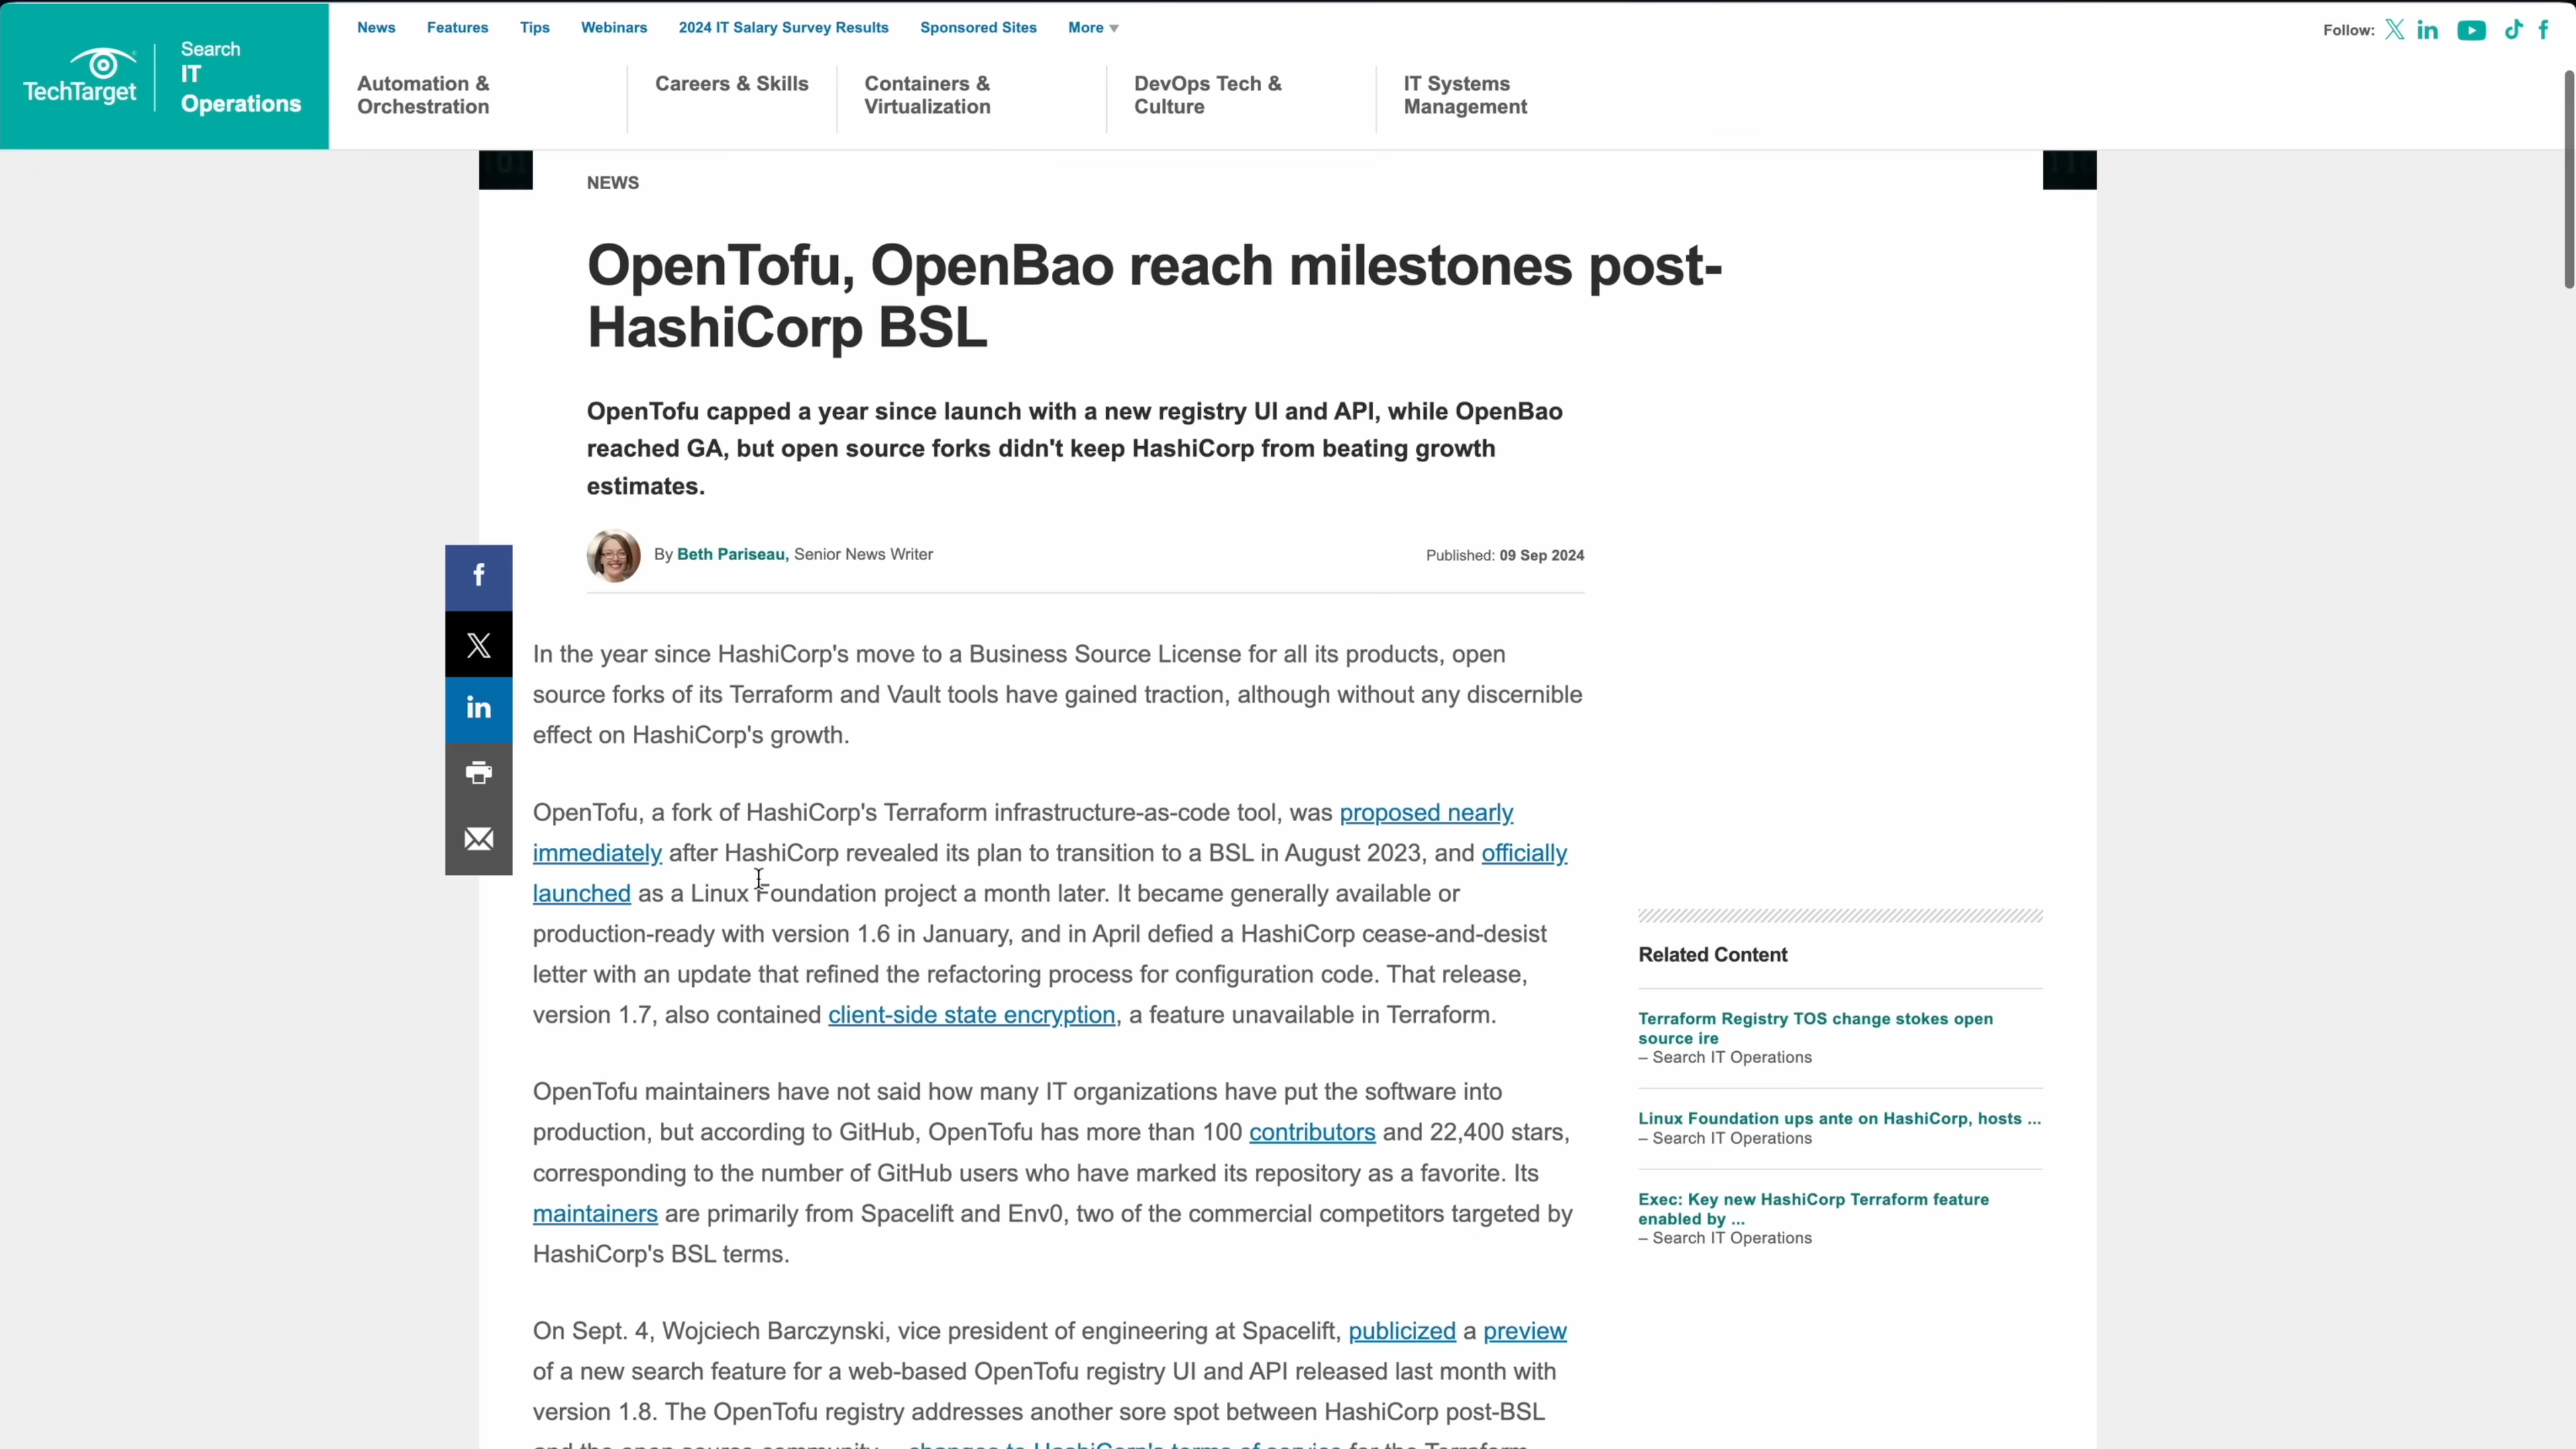 TechTarget
Search
IT
Operations
News Features Tips Webinars 2024 IT Salary Survey Results Sponsored Sites More
Follow:
Automation &
Orchestration
Careers & Skills
Containers &
Virtualization
DevOps Tech &
Culture
IT Systems
Management
NEWS
OpenTofu, OpenBao reach milestones post-
HashiCorp BSL
OpenTofu capped a year since launch with a new registry UI and API, while OpenBao
reached GA, but open source forks didn't keep HashiCorp from beating growth
estimates.
By Beth Pariseau, Senior News Writer
Published: 09 Sep 2024
In the year since HashiCorp's move to a Business Source License for all its products, open
source forks of its Terraform and Vault tools have gained traction, although without any discernible
effect on HashiCorp's growth.
OpenTofu, a fork of HashiCorp's Terraform infrastructure-as-code tool, was proposed nearly
immediately after HashiCorp revealed its plan to transition to a BSL in August 2023, and officially
launched as a Linux Foundation project a month later. It became generally available or
production-ready with version 1.6 in January, and in April defied a HashiCorp cease-and-desist
letter with an update that refined the refactoring process for configuration code. That release,
version 1.7, also contained client-side state encryption, a feature unavailable in Terraform.
OpenTofu maintainers have not said how many IT organizations have put the software into
production, but according to GitHub, OpenTofu has more than 100 contributors and 22,400 stars,
corresponding to the number of GitHub users who have marked its repository as a favorite. Its
maintainers are primarily from Spacelift and Env0, two of the commercial competitors targeted by
HashiCorp's BSL terms.
On Sept. 4, Wojciech Barczynski, vice president of engineering at Spacelift, publicized a preview
of a new search feature for a web-based OpenTofu registry UI and API released last month with
version 1.8. The OpenTofu registry addresses another sore spot between HashiCorp post-BSL
and the open source community -- changes to HashiCorp's terms of service for the Terraform
Related Content
Terraform Registry TOS change stokes open
source ire
– Search IT Operations
Linux Foundation ups ante on HashiCorp, hosts ...
– Search IT Operations
Exec: Key new HashiCorp Terraform feature
enabled by ...
– Search IT Operations